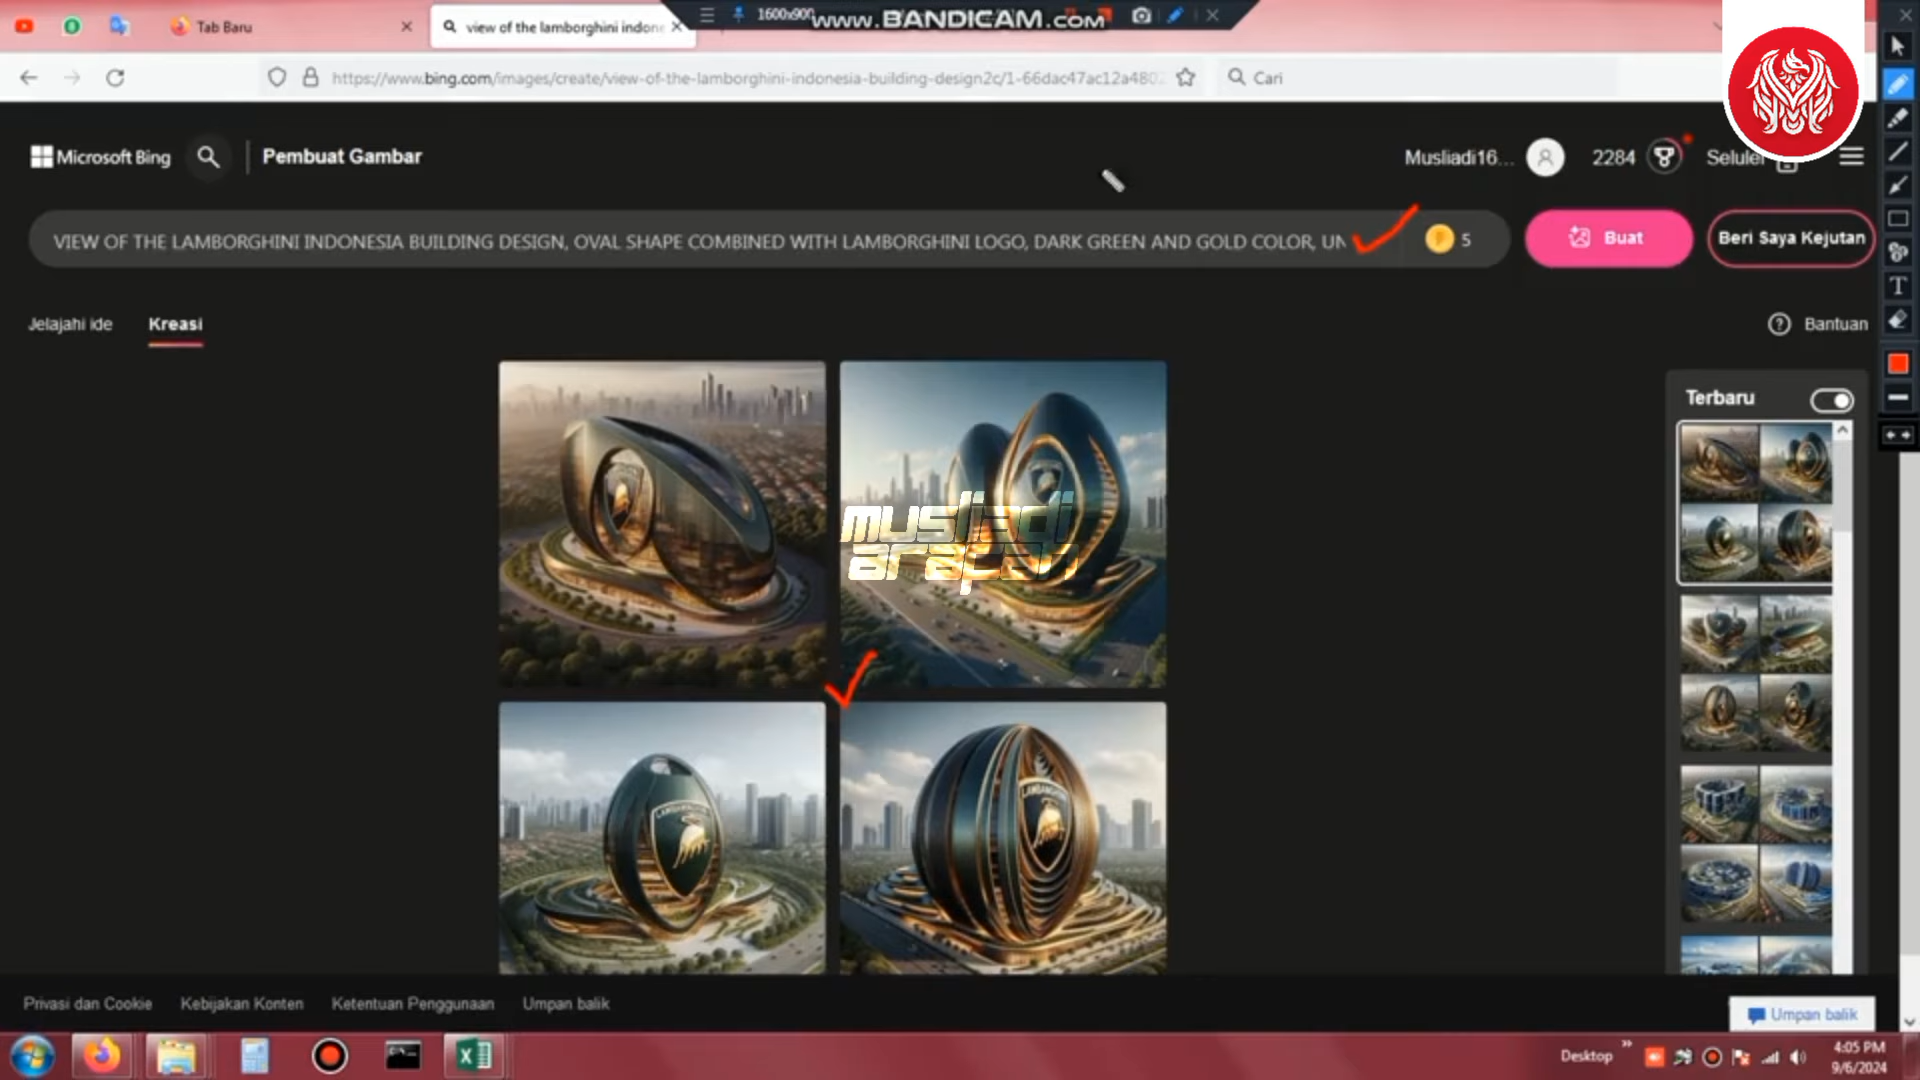 1600x900
www.BANDICAM.com
Tab Baru
view of the lamborghini indone
https://www.bing.com/images/create/view-of-the-lamborghini-indonesia-building-design2c/1-66dac47ac12a4802
Cari
Microsoft Bing
Pembuat Gambar
Musliadi16...
2284
Seluler
VIEW OF THE LAMBORGHINI INDONESIA BUILDING DESIGN, OVAL SHAPE COMBINED WITH LAMBORGHINI LOGO, DARK GREEN AND GOLD COLOR, UN
5
Buat
Beri Saya Kejutan
Jelajahi ide
Kreasi
Bantuan
Terbaru
musliadi
arapan
Privasi dan Cookie
Kebijakan Konten
Ketentuan Penggunaan
Umpan balik
Umpan balik
Desktop
4:05 PM
9/6/2024